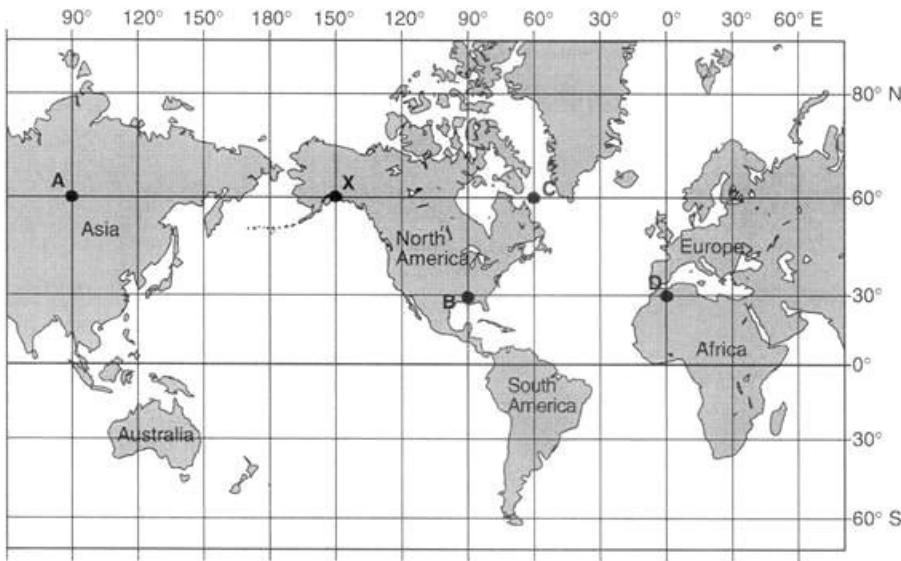 90° 120° 150° 180° 150° 120° 90° 60° 30° 0° 30° 60° E
80° N
A X C 60°
Asia North
America Europe
B D 30°
Africa
0°
South
America
Australia 30°
60° S